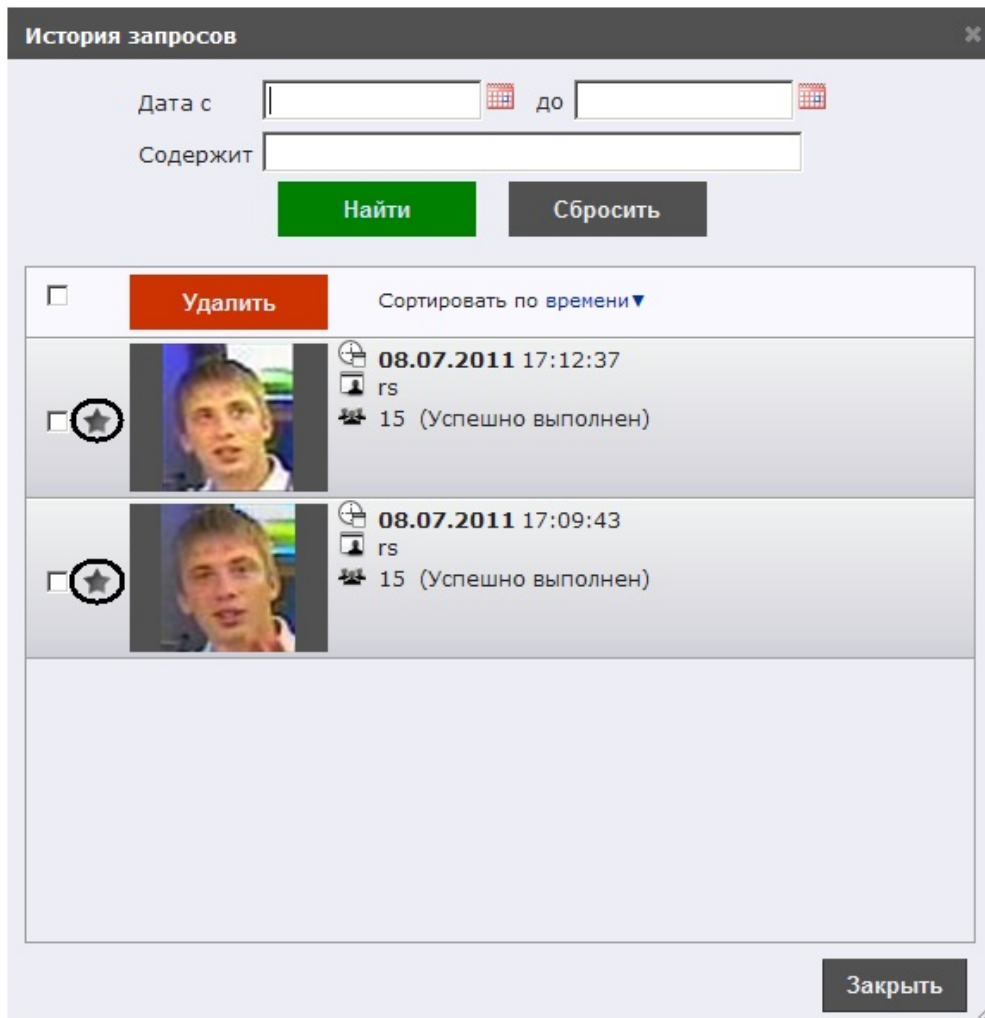 История запросов
Дата с до
Содержит
Найти Сбросить
Удалить Сортировать по времени▼
08.07.2011 17:12:37
rs
15 (Успешно выполнен)
08.07.2011 17:09:43
rs
15 (Успешно выполнен)
Закрыть